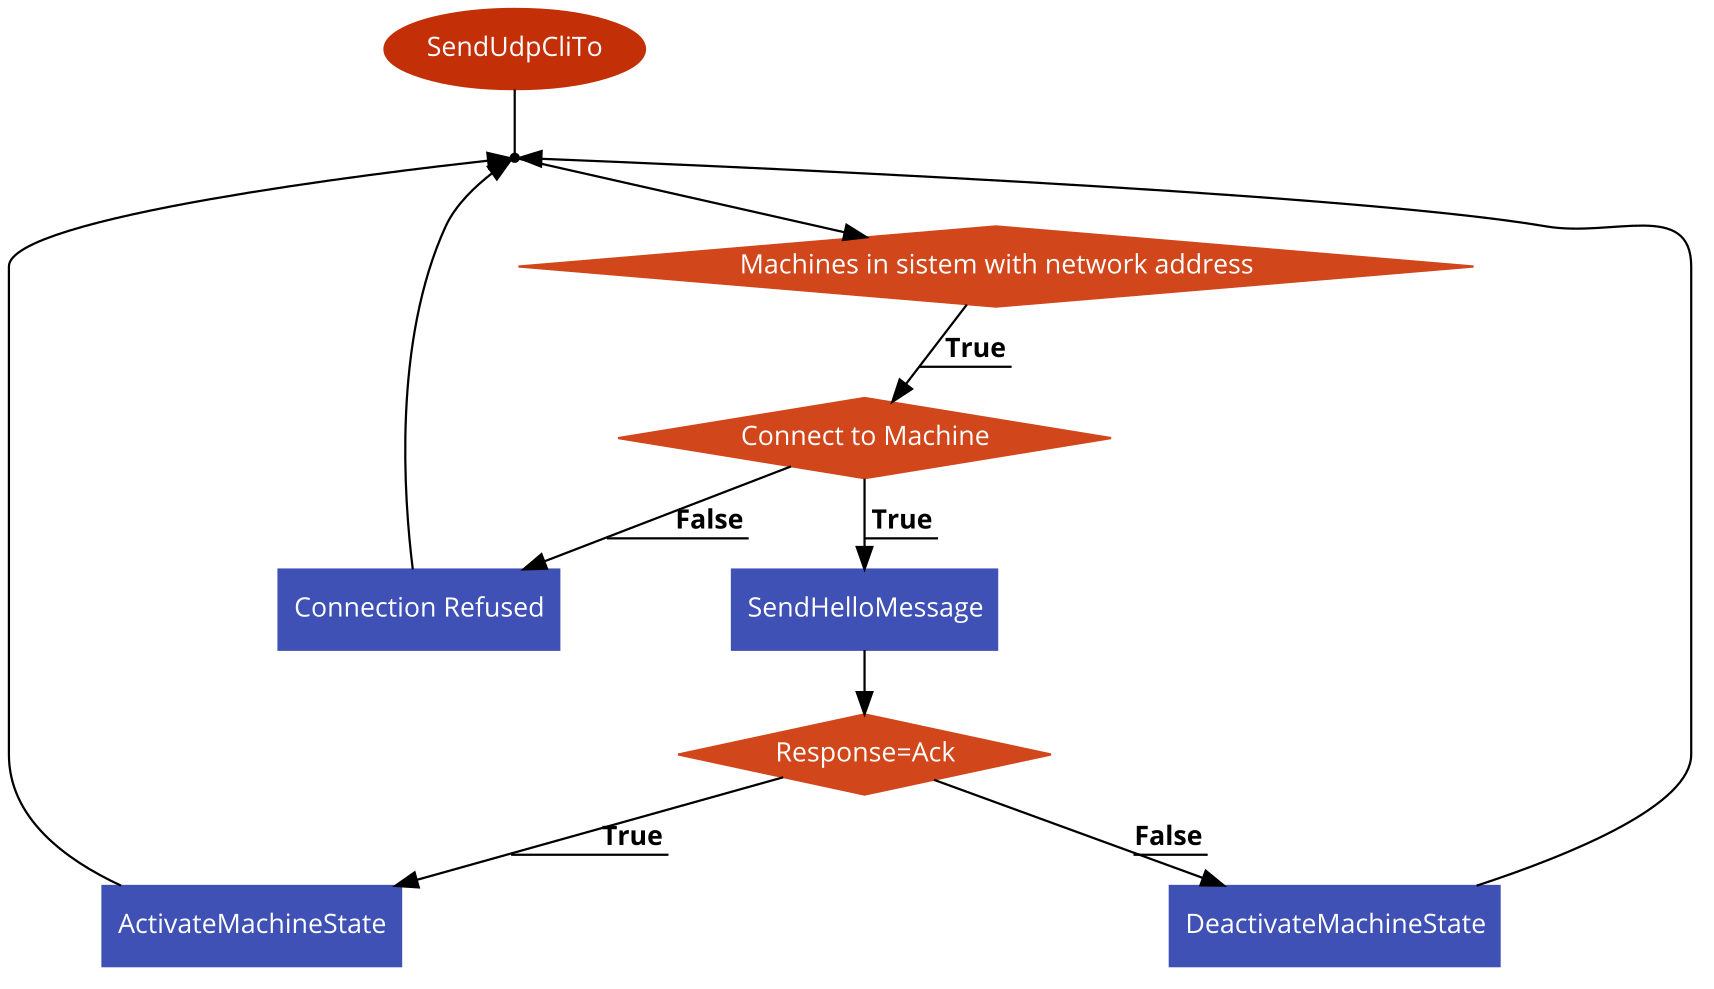 SendUdpCliTo
Machines in sistem with network address
True
Connect to Machine
False
True
Connection Refused
SendHelloMessage
Response=Ack
True
False
ActivateMachineState
DeactivateMachineState